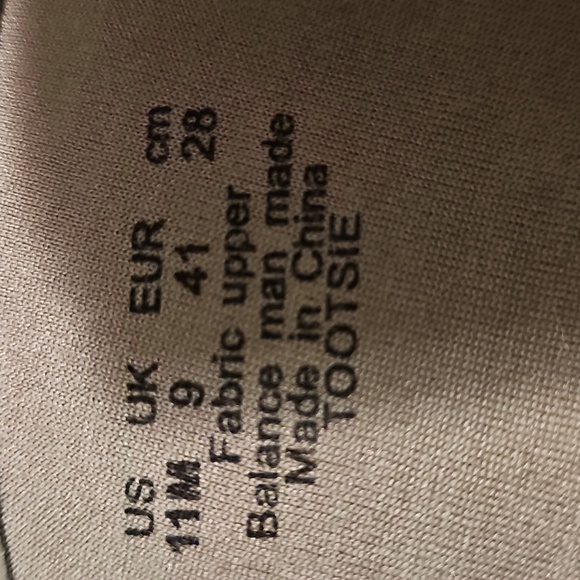 US UK EUR cm
11M 9 41 28
Fabric upper
Balance man made
Made in China
TOOTSIE